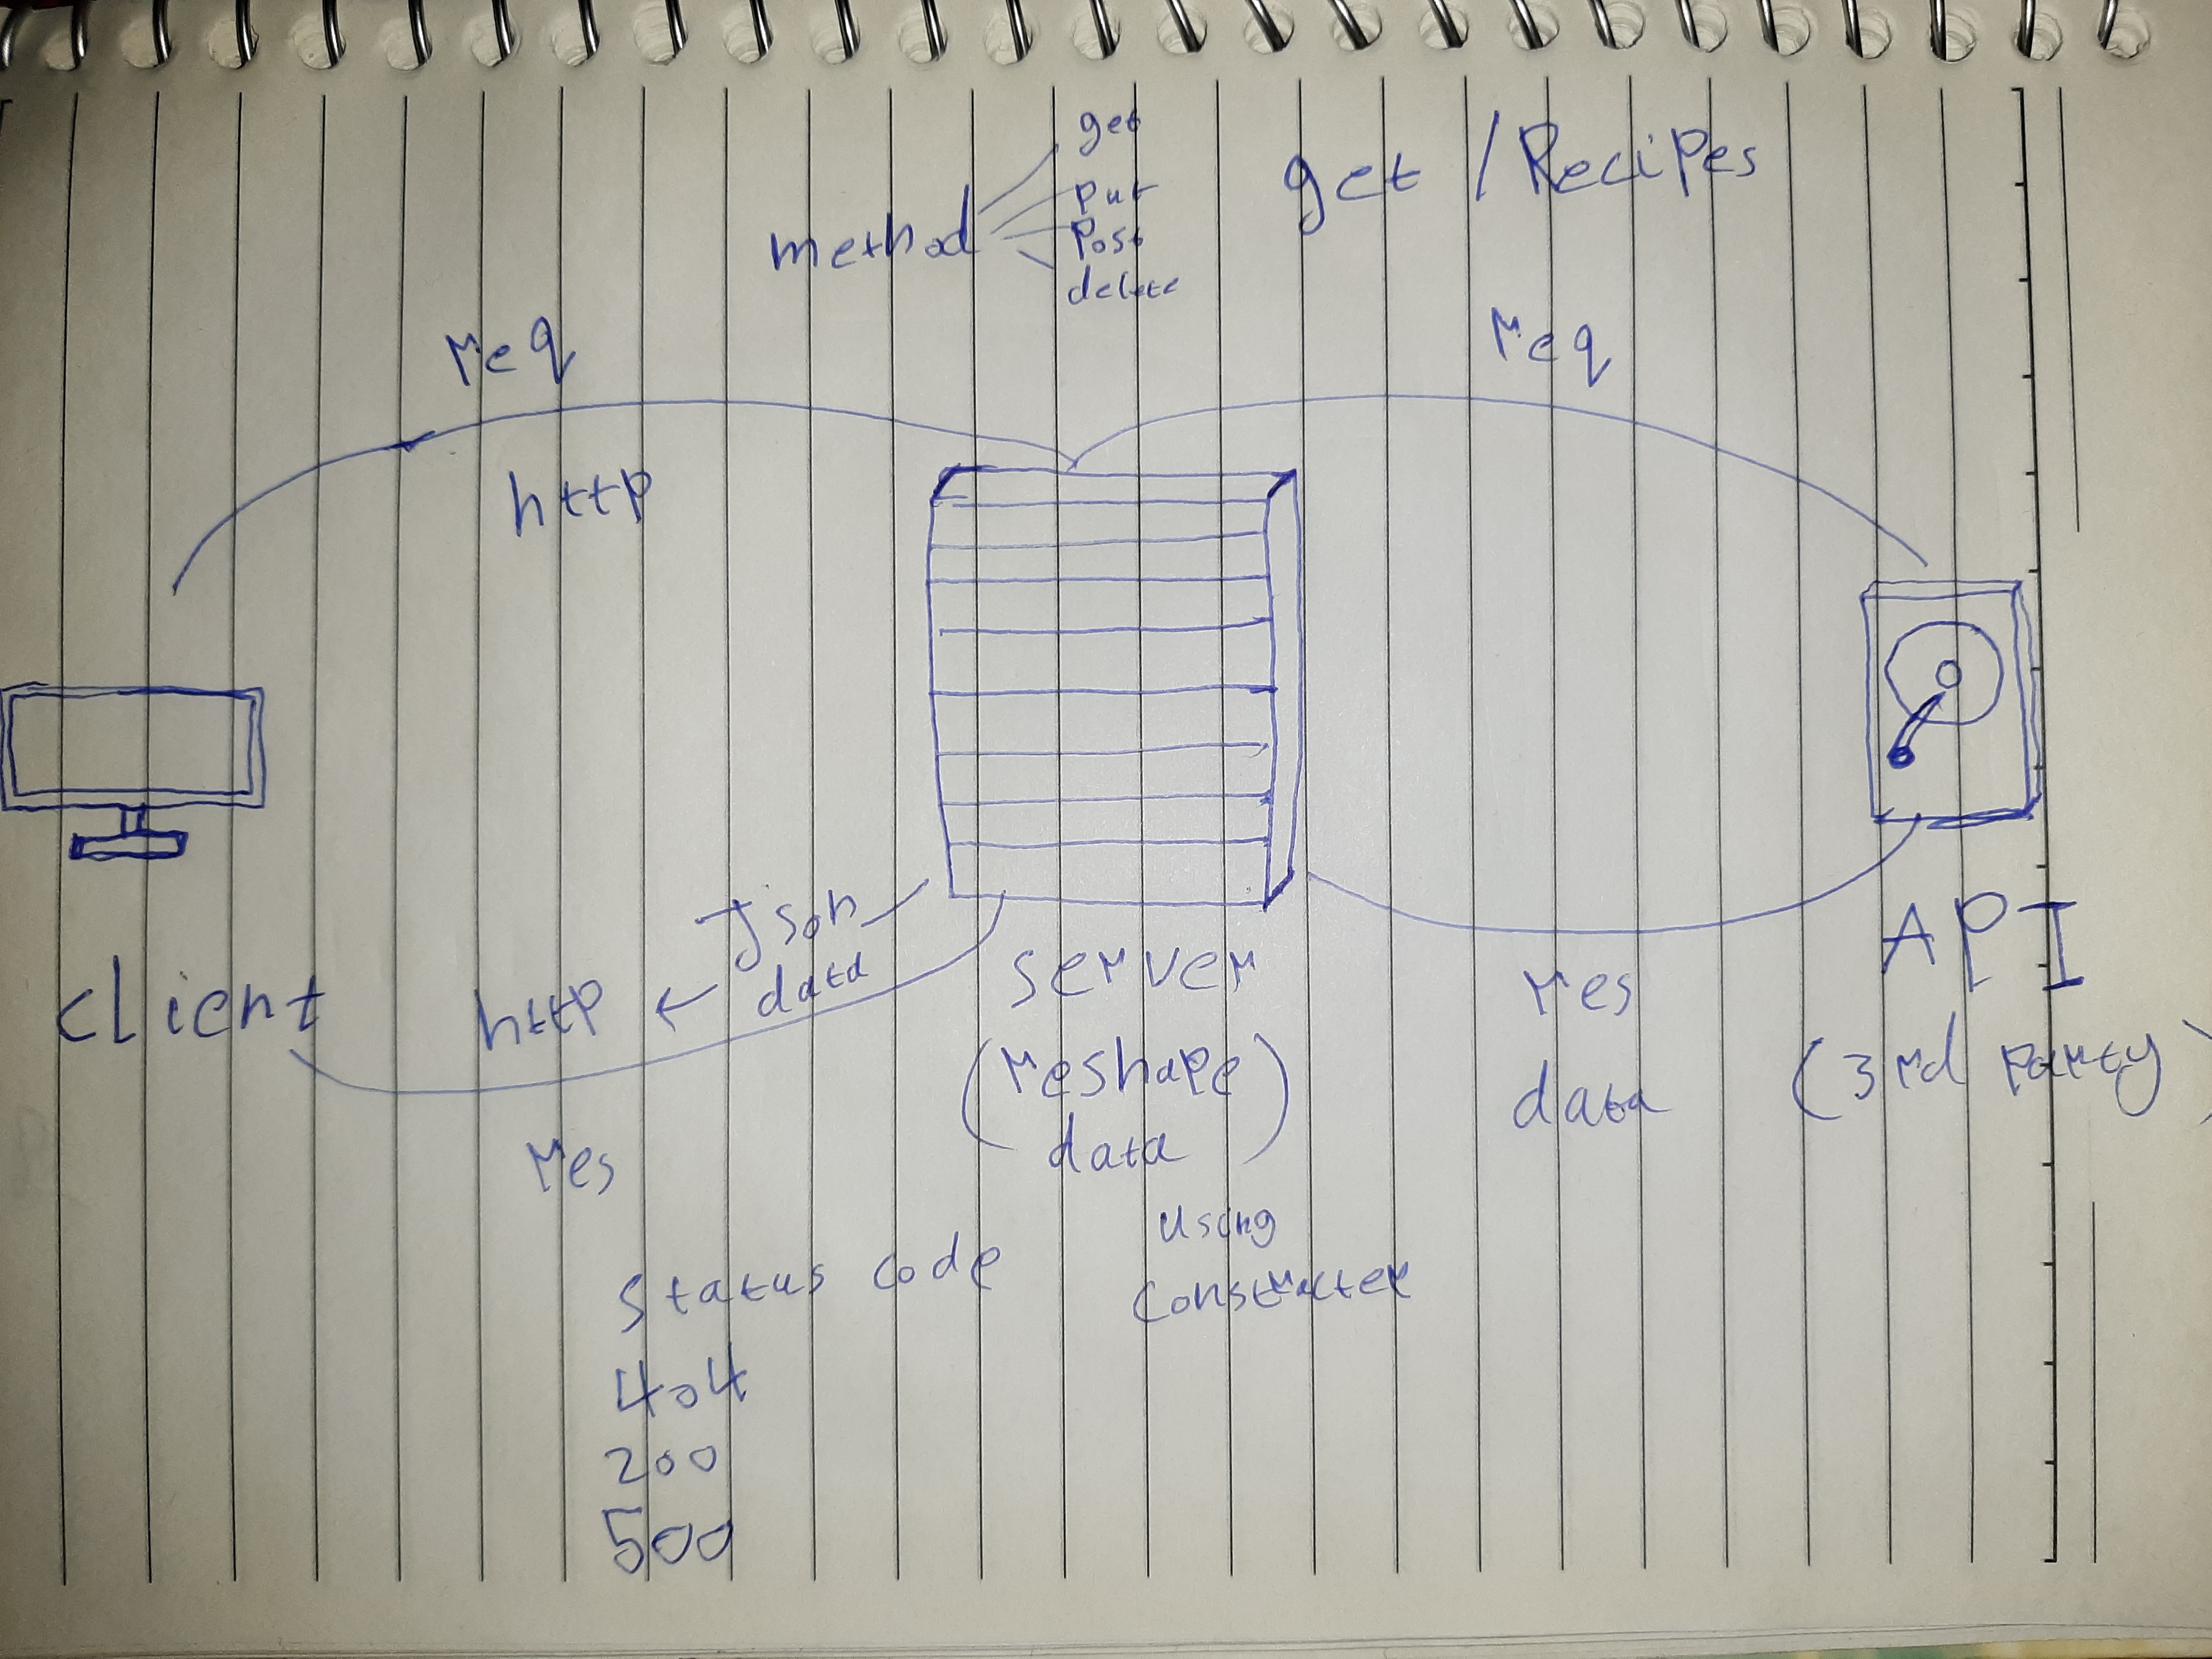 get /Recipes
method
get
put
post
delete
req
http
req
client
http ← data
Json
res
server
(reshape
data)
using
API
(3rd Party)
res
data
status code
404
200
500